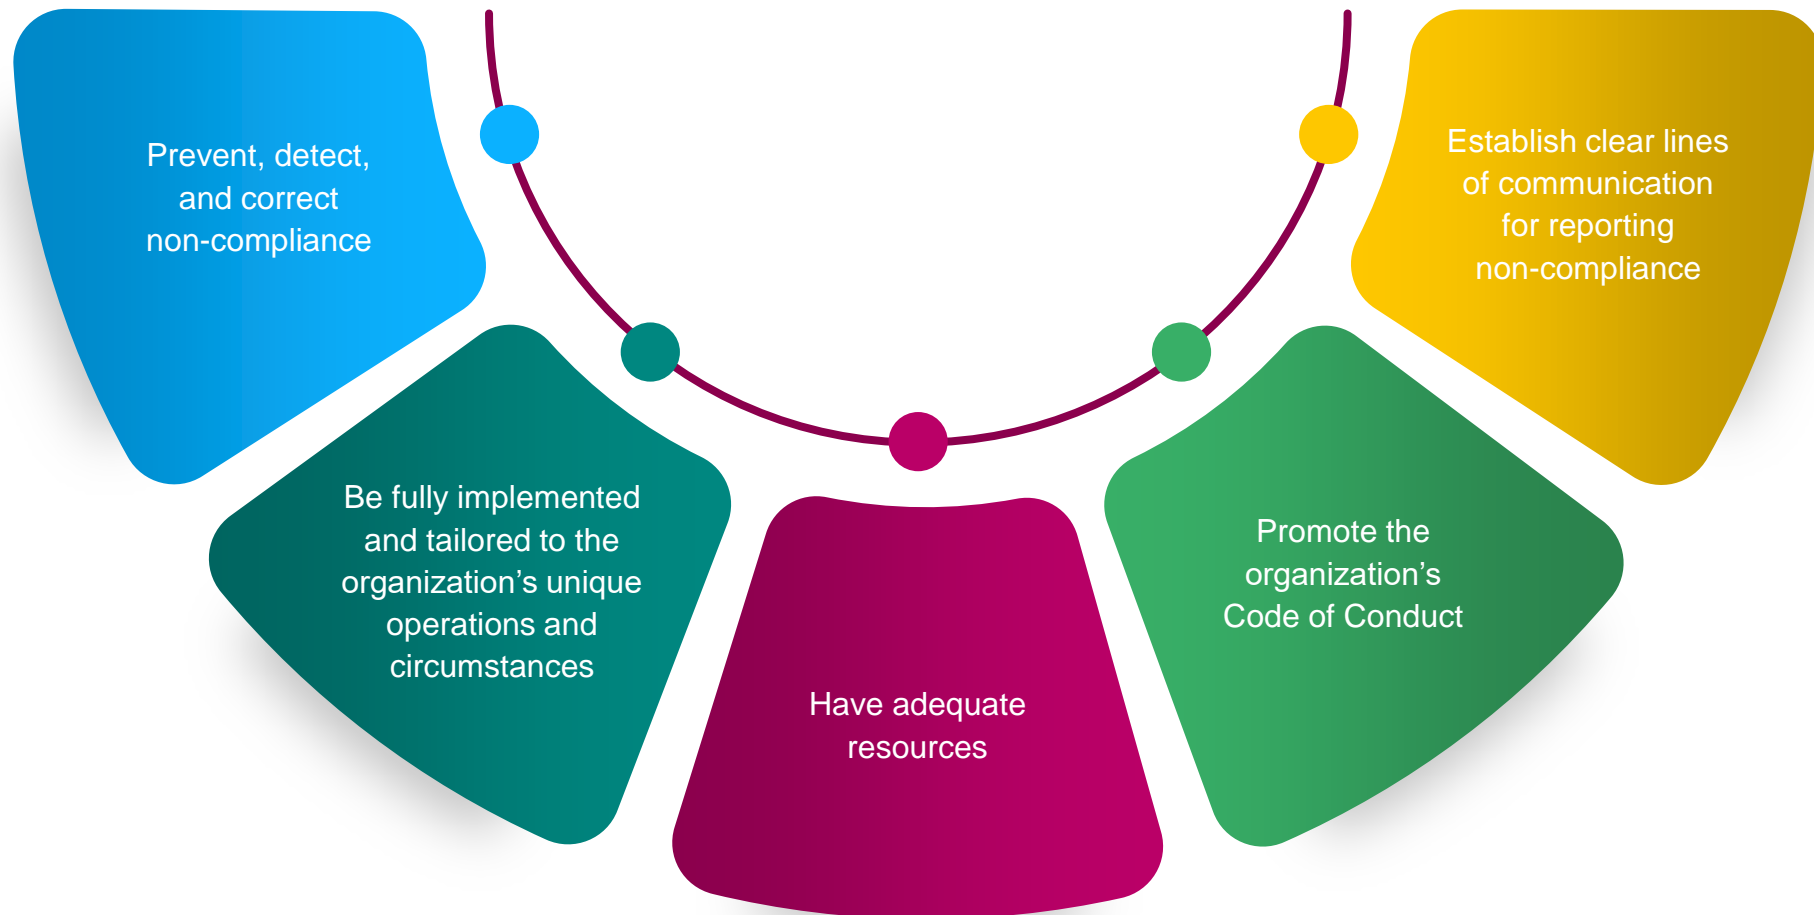 Prevent, detect,
and correct
non-compliance
Be fully implemented
and tailored to the
organization’s unique
operations and
circumstances
Have adequate
resources
Promote the
organization’s
Code of Conduct
Establish clear lines
of communication
for reporting
non-compliance